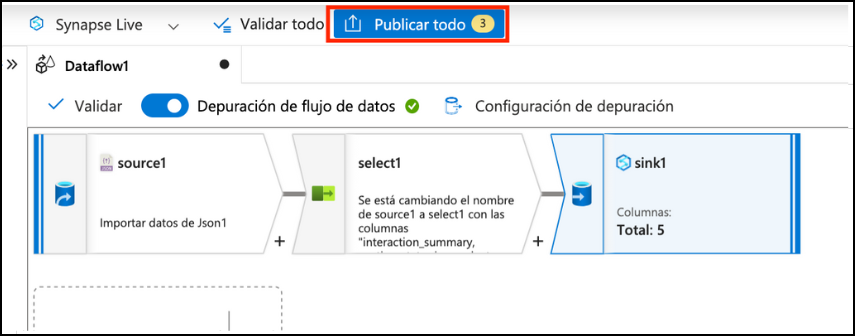 Synapse Live
Validar todo
Publicar todo 3
»
Dataflow1
Validar
Depuración de flujo de datos
Configuración de depuración
source1
JSON
Importar datos de Json1
+
select1
Se está cambiando el nombre
de source1 a select1 con las
columnas
"interaction_summary,
+
sink1
Columnas:
Total: 5